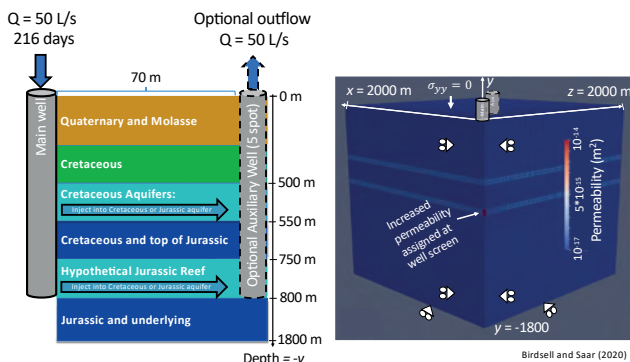 Q = 50 L/s
216 days
Optional outflow
Q = 50 L/s
70 m
Main well
Optional Auxiliary Well (5 spot)
0 m
Quaternary and Molasse
Cretaceous
500 m
Cretaceous Aquifers:
Inject into Cretaceous or Jurassic aquifer
550 m
Cretaceous and top of Jurassic
750 m
Hypothetical Jurassic Reef
Inject into Cretaceous or Jurassic aquifer
800 m
Jurassic and underlying
1800 m
Depth = -y
x = 2000 m
σyy = 0
y
z = 2000 m
Increased
permeability
assigned at
well screen
10⁻¹⁴
5*10⁻¹⁵
10⁻¹⁷
Permeability (m²)
y = -1800
Birdsell and Saar (2020)